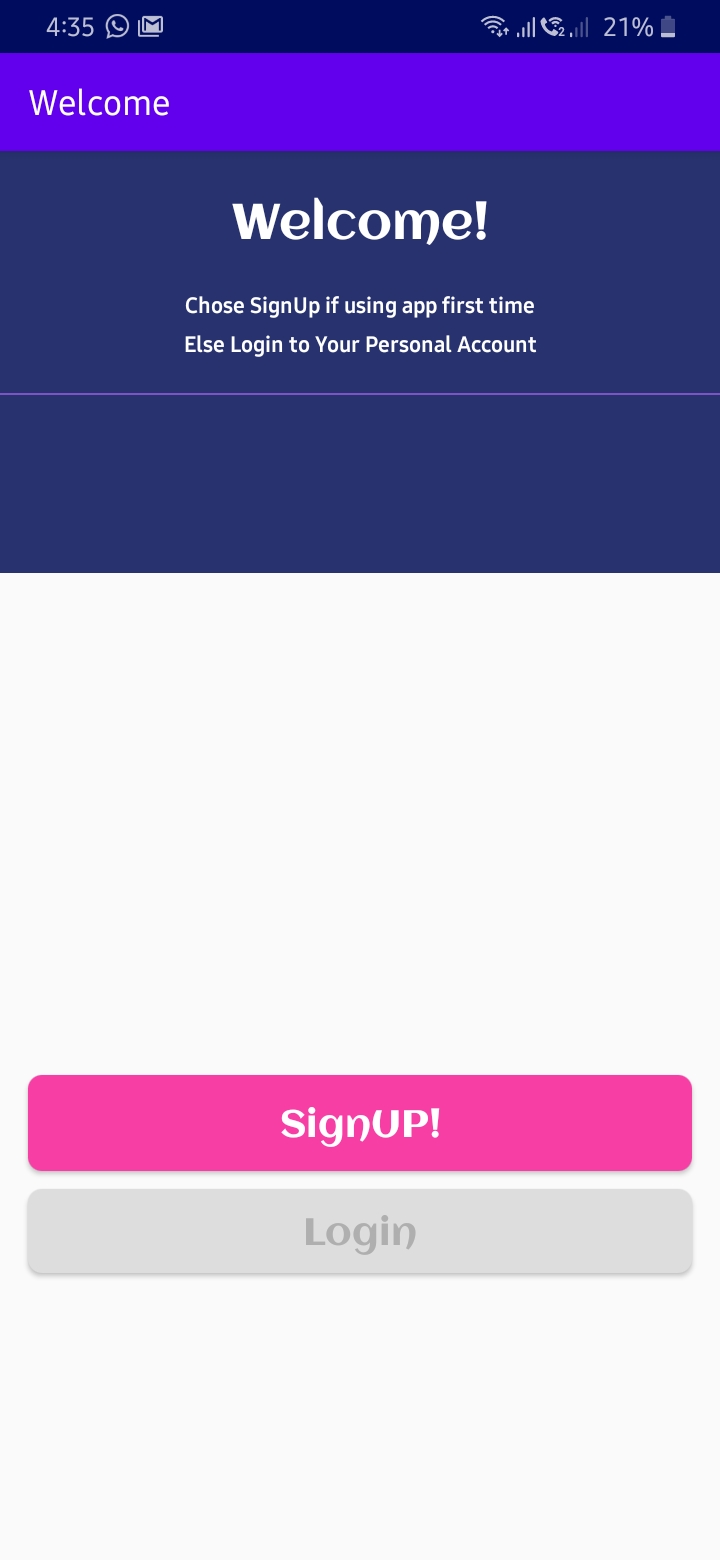 4:35 21%
Welcome
Welcome!
Chose SignUp if using app first time
Else Login to Your Personal Account
SignUP!
Login